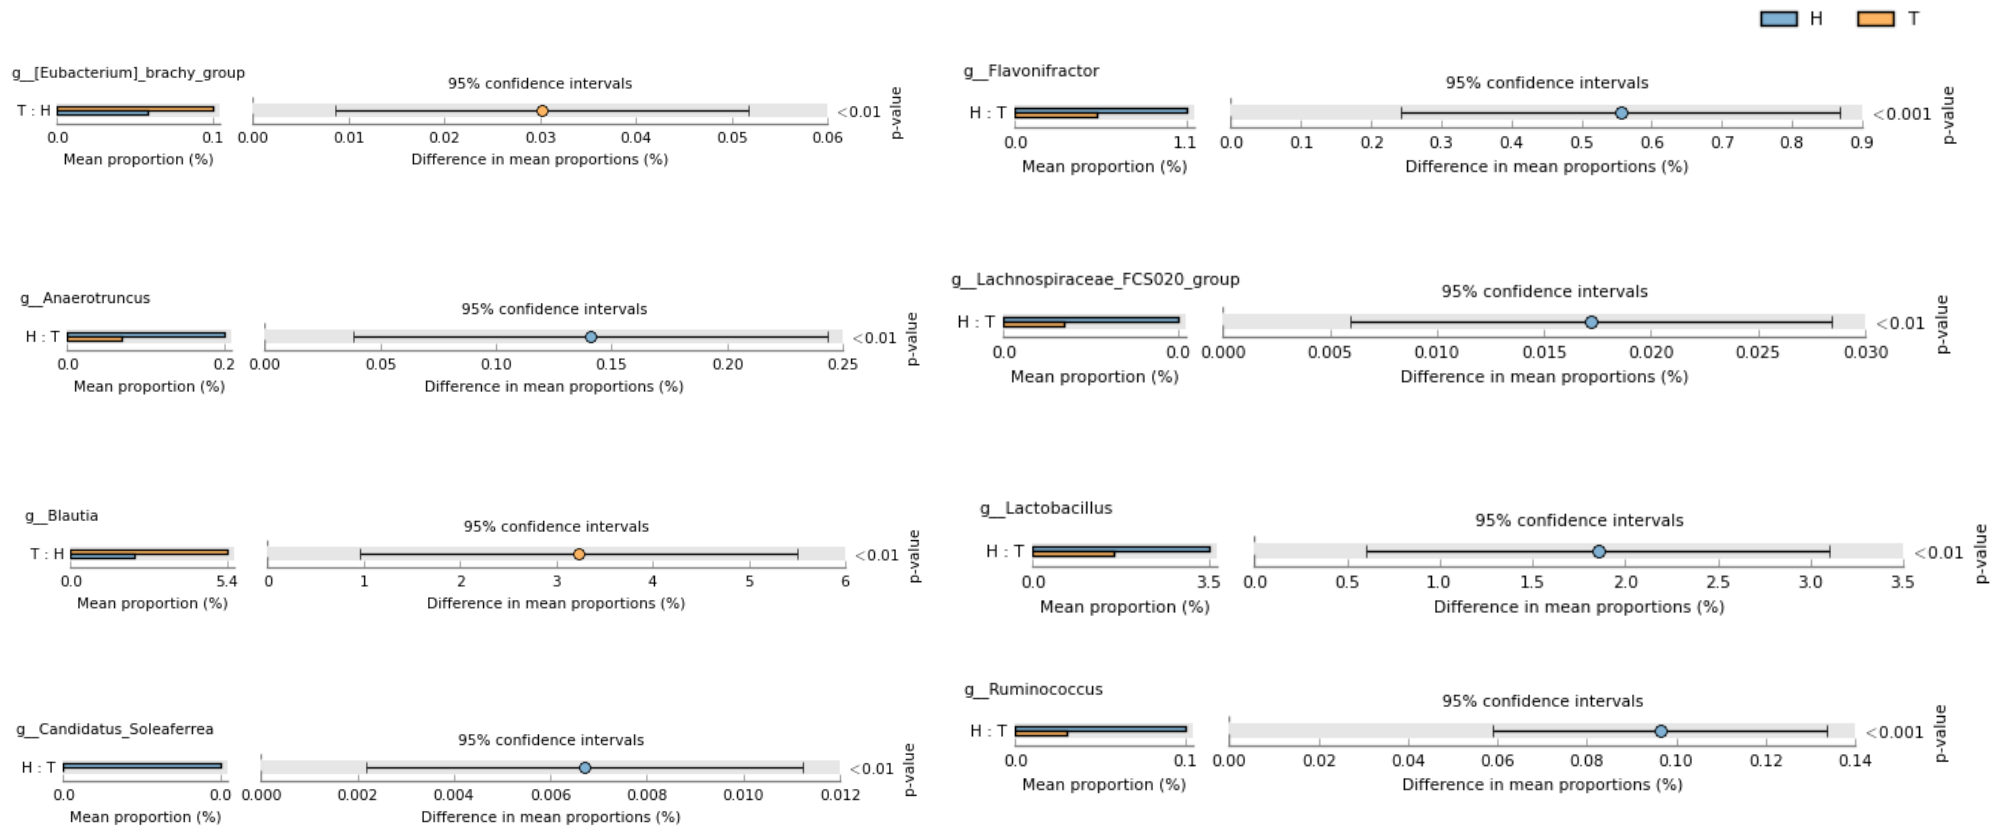 H T
g__[Eubacterium]_brachy_group
95% confidence intervals
T : H
<0.01
p-value
0.0 0.1 0.00 0.01 0.02 0.03 0.04 0.05 0.06
Mean proportion (%) Difference in mean proportions (%)
g__Anaerotruncus
95% confidence intervals
H : T
<0.01
p-value
0.0 0.2 0.00 0.05 0.10 0.15 0.20 0.25
Mean proportion (%) Difference in mean proportions (%)
g__Blautia
95% confidence intervals
T : H
<0.01
p-value
0.0 5.4 0 1 2 3 4 5 6
Mean proportion (%) Difference in mean proportions (%)
g__Candidatus_Soleaferrea
95% confidence intervals
H : T
<0.01
p-value
0.0 0.0 0.000 0.002 0.004 0.006 0.008 0.010 0.012
Mean proportion (%) Difference in mean proportions (%)
g__Flavonifractor
95% confidence intervals
H : T
<0.001
p-value
0.0 1.1 0.0 0.1 0.2 0.3 0.4 0.5 0.6 0.7 0.8 0.9
Mean proportion (%) Difference in mean proportions (%)
g__Lachnospiraceae_FCS020_group
95% confidence intervals
H : T
<0.01
p-value
0.0 0.0 0.000 0.005 0.010 0.015 0.020 0.025 0.030
Mean proportion (%) Difference in mean proportions (%)
g__Lactobacillus
95% confidence intervals
H : T
<0.01
p-value
0.0 3.5 0.0 0.5 1.0 1.5 2.0 2.5 3.0 3.5
Mean proportion (%) Difference in mean proportions (%)
g__Ruminococcus
95% confidence intervals
H : T
<0.001
p-value
0.0 0.1 0.00 0.02 0.04 0.06 0.08 0.10 0.12 0.14
Mean proportion (%) Difference in mean proportions (%)